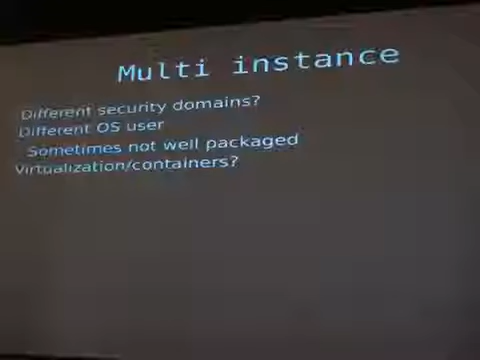 Multi instance
Different security domains?
Different OS user
Sometimes not well packaged
Virtualization/containers?